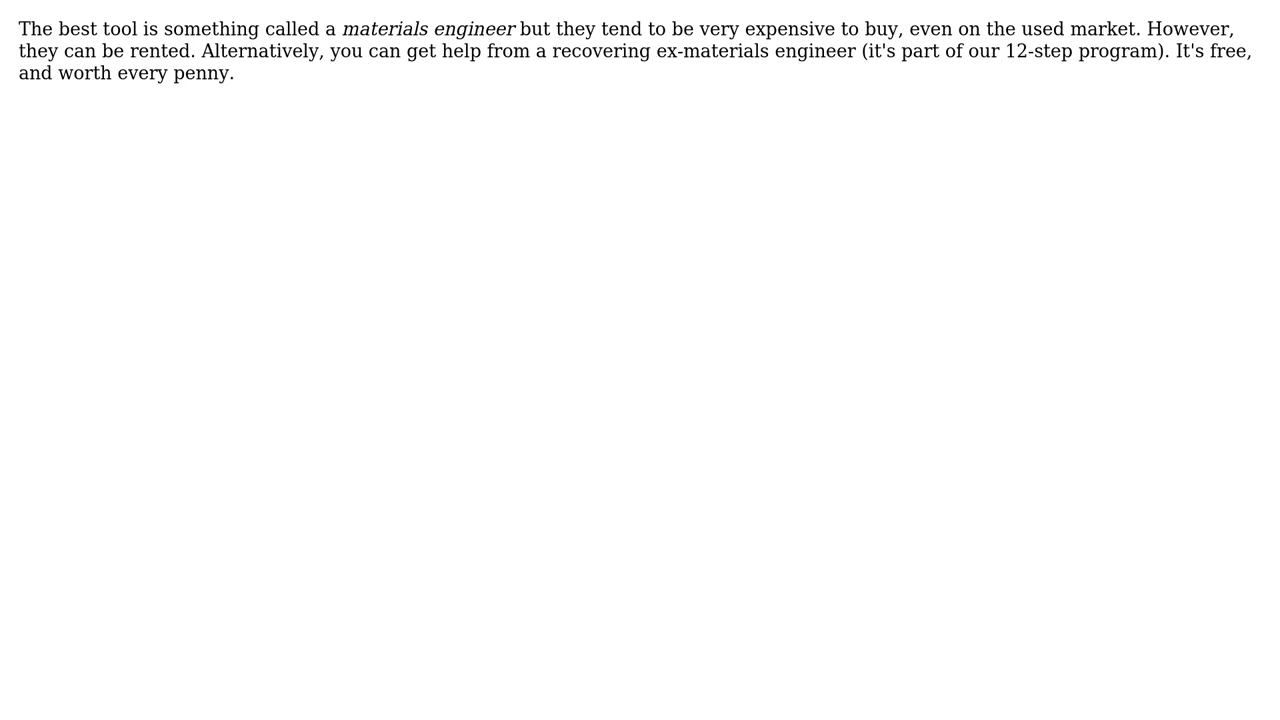 The best tool is something called a materials engineer but they tend to be very expensive to buy, even on the used market. However,
they can be rented. Alternatively, you can get help from a recovering ex-materials engineer (it's part of our 12-step program). It's free,
and worth every penny.